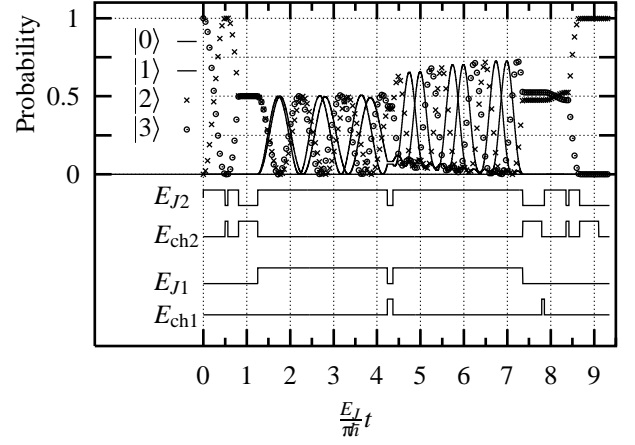 Probability
1
0.5
0
|0⟩
|1⟩
|2⟩
|3⟩
E_{J2}
E_{ch2}
E_{J1}
E_{ch1}
0 1 2 3 4 5 6 7 8 9
\frac{E_J}{πħ}t